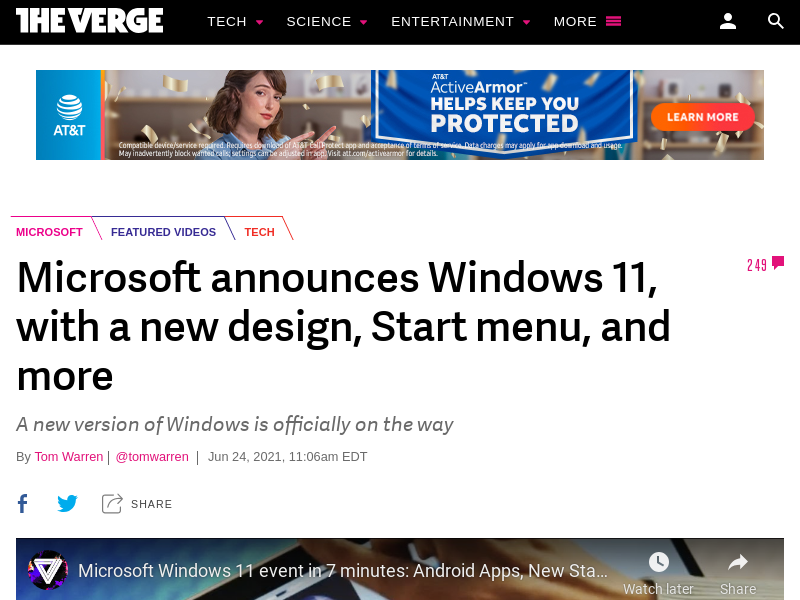 THE VERGE TECH SCIENCE ENTERTAINMENT MORE
AT&T
AT&T
ActiveArmor℠
HELPS KEEP YOU
PROTECTED
LEARN MORE
Compatible device/service required. Requires download of AT&T Call Protect app and acceptance of terms of service. Data charges may apply for app download and usage.
May inadvertently block wanted calls; settings can be adjusted in app. Visit att.com/activearmor for details.
MICROSOFT FEATURED VIDEOS TECH
Microsoft announces Windows 11,
with a new design, Start menu, and
more
249
A new version of Windows is officially on the way
By Tom Warren | @tomwarren | Jun 24, 2021, 11:06am EDT
SHARE
Microsoft Windows 11 event in 7 minutes: Android Apps, New Sta...
Watch later Share